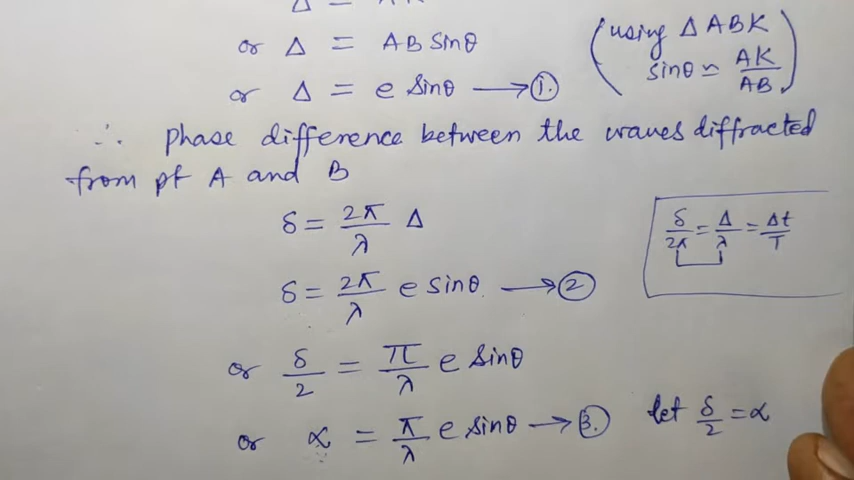 or Δ = AB sinθ
(using Δ ABK
sinθ = AK/AB)
or Δ = e sinθ ⟶ ①.
∴ phase difference between the waves diffracted
from pt A and B
δ = 2π/λ Δ
δ/2π = Δ/λ = Δt/T
δ = 2π/λ e sinθ. ⟶ ②
or δ/2 = π/λ e sinθ
or α = π/λ e sinθ ⟶ ③.
let δ/2 = α